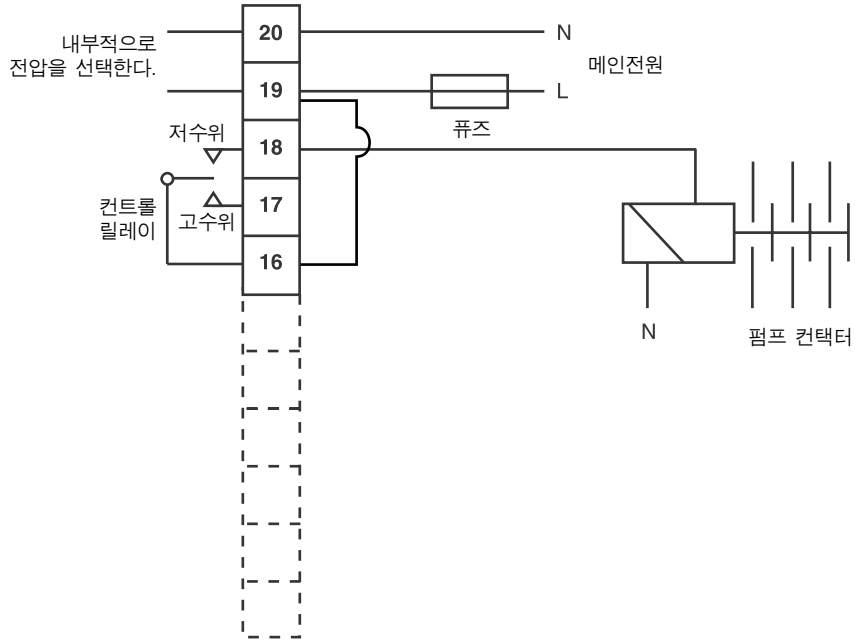 20
N
내부적으로
전압을 선택한다.
메인전원
19
L
퓨즈
저수위
18
컨트롤
릴레이
17
고수위
16
N
펌프 컨택터